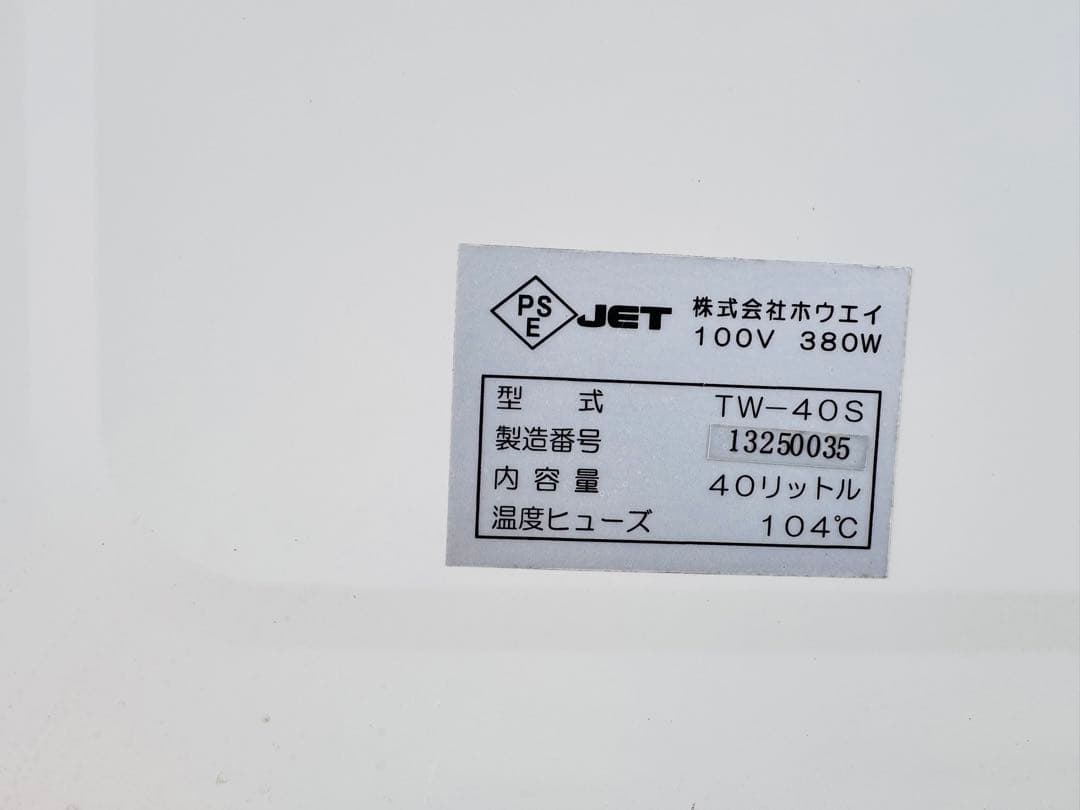 PS
E
JET 株式会社ホウエイ
100V 380W
型 式 TW-40S
製造番号 13250035
内容量 40リットル
温度ヒューズ 104℃